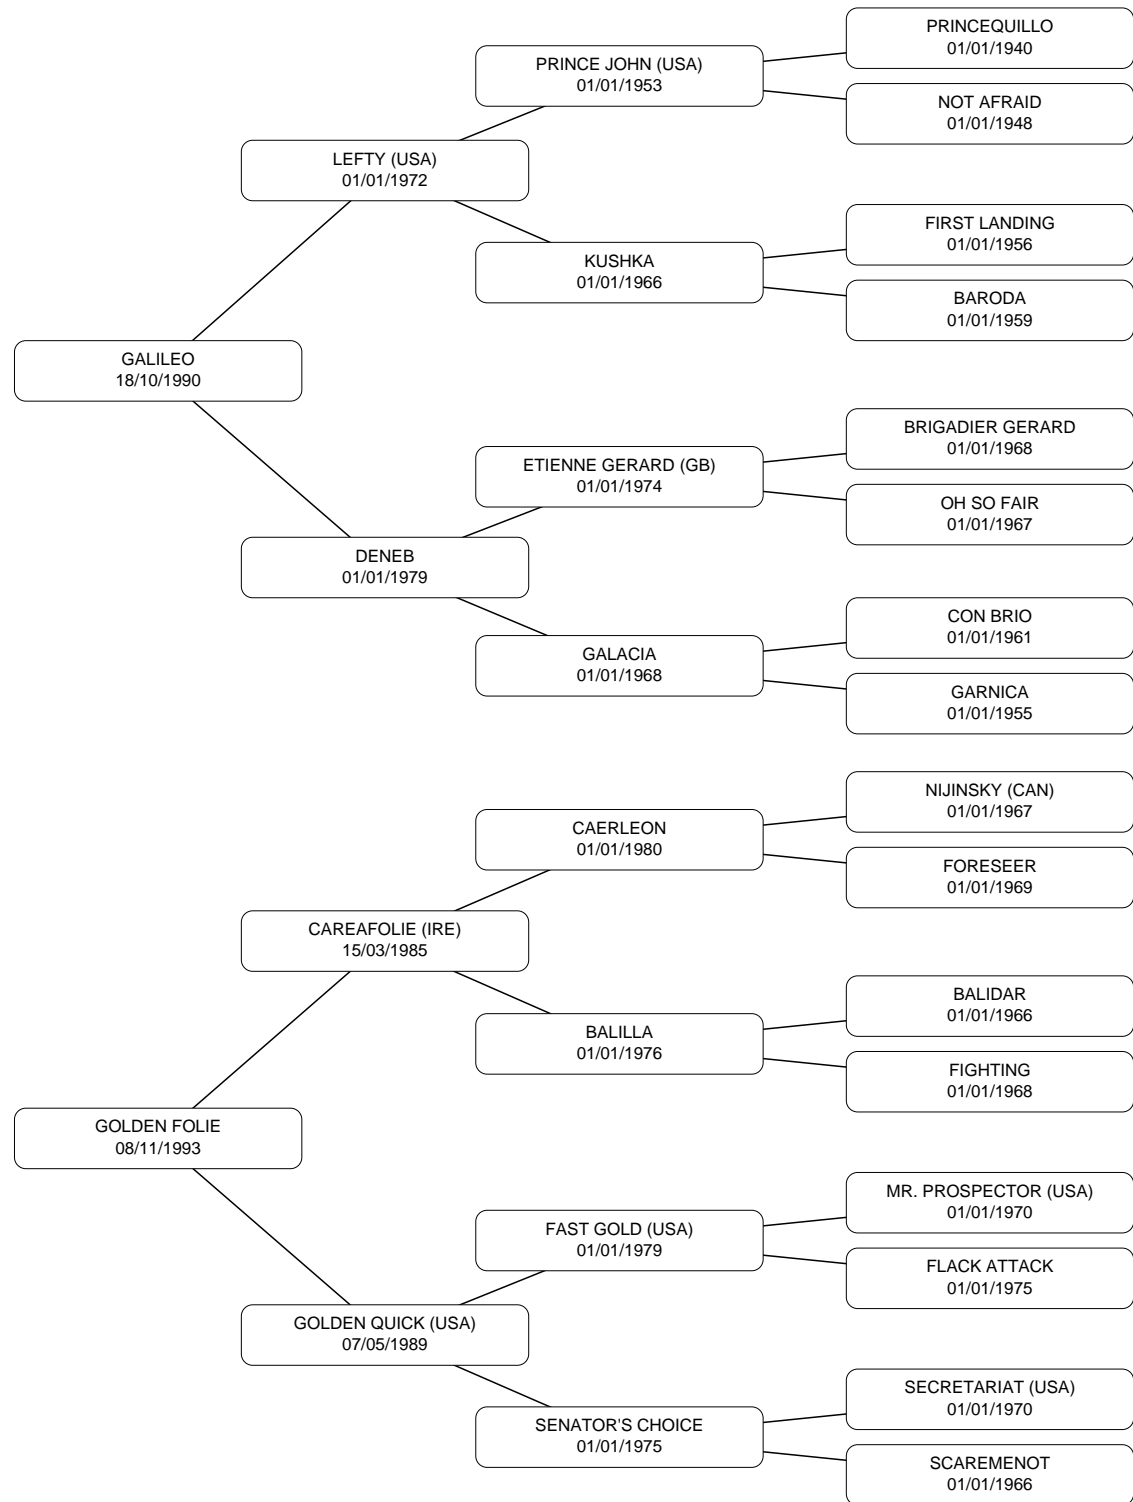 PRINCEQUILLO
01/01/1940
PRINCE JOHN (USA)
01/01/1953
NOT AFRAID
01/01/1948
LEFTY (USA)
01/01/1972
FIRST LANDING
01/01/1956
KUSHKA
01/01/1966
BARODA
01/01/1959
GALILEO
18/10/1990
BRIGADIER GERARD
01/01/1968
ETIENNE GERARD (GB)
01/01/1974
OH SO FAIR
01/01/1967
DENEB
01/01/1979
CON BRIO
01/01/1961
GALACIA
01/01/1968
GARNICA
01/01/1955
NIJINSKY (CAN)
01/01/1967
CAERLEON
01/01/1980
FORESEER
01/01/1969
CAREAFOLIE (IRE)
15/03/1985
BALIDAR
01/01/1966
BALILLA
01/01/1976
FIGHTING
01/01/1968
GOLDEN FOLIE
08/11/1993
MR. PROSPECTOR (USA)
01/01/1970
FAST GOLD (USA)
01/01/1979
FLACK ATTACK
01/01/1975
GOLDEN QUICK (USA)
07/05/1989
SECRETARIAT (USA)
01/01/1970
SENATOR'S CHOICE
01/01/1975
SCAREMENOT
01/01/1966